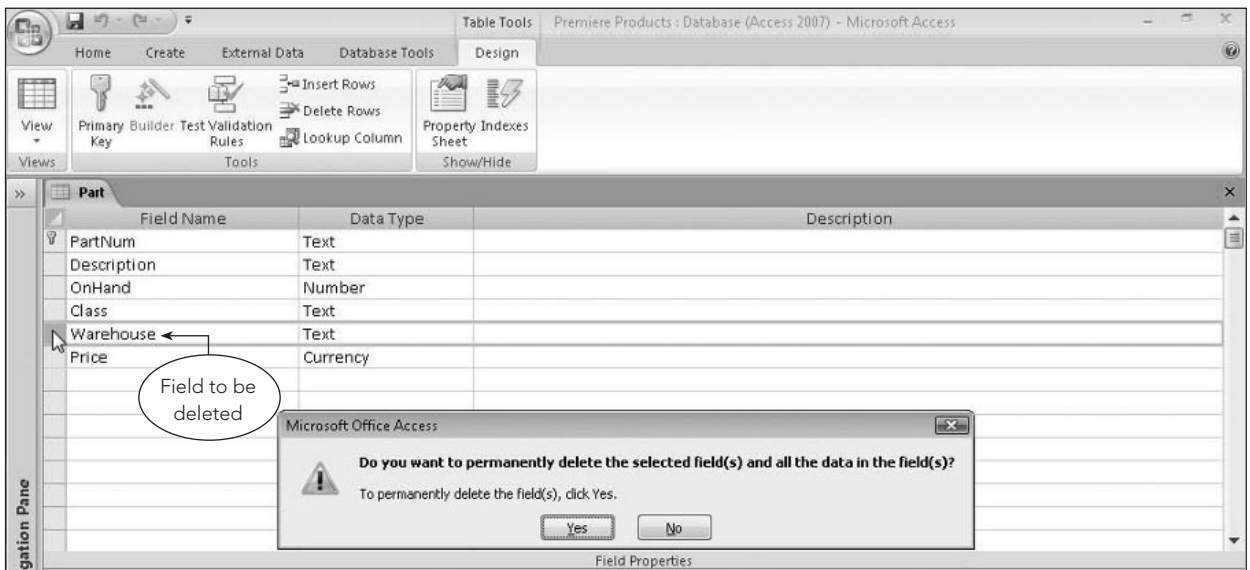 Table Tools Premiere Products : Database (Access 2007) - Microsoft Access
Home Create External Data Database Tools Design
View
Primary Key
Builder
Test Validation Rules
Insert Rows
Delete Rows
Lookup Column
Property Sheet
Indexes
Views Tools Show/Hide
Part
Field Name Data Type Description
PartNum Text
Description Text
OnHand Number
Class Text
Warehouse Text
Price Currency
Field to be
deleted
Microsoft Office Access
Do you want to permanently delete the selected field(s) and all the data in the field(s)?
To permanently delete the field(s), click Yes.
Yes No
gation Pane
Field Properties